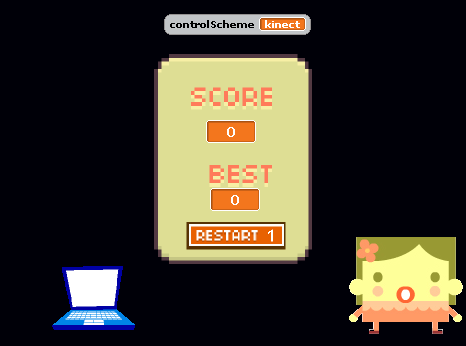 controlScheme kinect
SCORE
0
BEST
0
RESTART 1